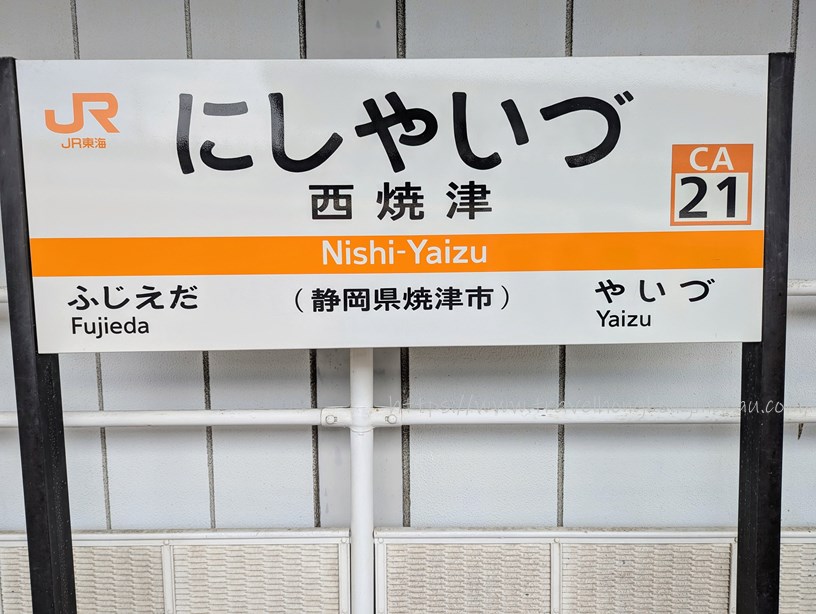 JR
JR東海
にしやいづ
西焼津
CA
21
Nishi-Yaizu
ふじえだ
Fujieda
(静岡県焼津市)
やいづ
Yaizu